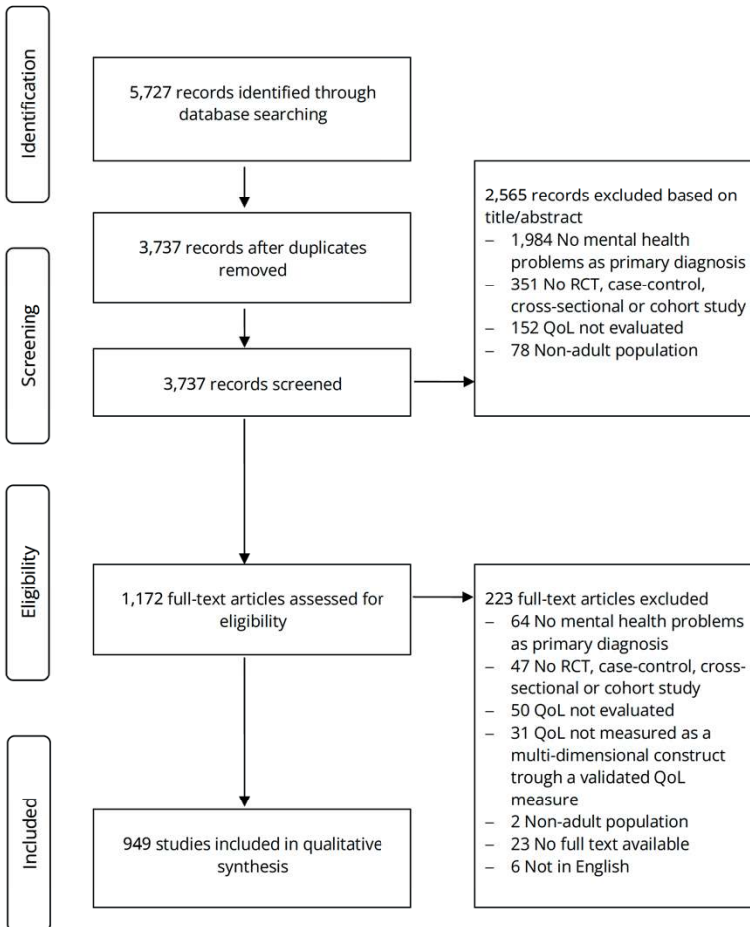 Identification
5,727 records identified through
database searching
2,565 records excluded based on
title/abstract
– 1,984 No mental health
problems as primary diagnosis
– 351 No RCT, case-control,
cross-sectional or cohort study
– 152 QoL not evaluated
– 78 Non-adult population
Screening
3,737 records after duplicates
removed
3,737 records screened
Eligibility
1,172 full-text articles assessed for
eligibility
223 full-text articles excluded
– 64 No mental health problems
as primary diagnosis
– 47 No RCT, case-control, cross-
sectional or cohort study
– 50 QoL not evaluated
– 31 QoL not measured as a
multi-dimensional construct
trough a validated QoL
measure
– 2 Non-adult population
– 23 No full text available
– 6 Not in English
Included
949 studies included in qualitative
synthesis